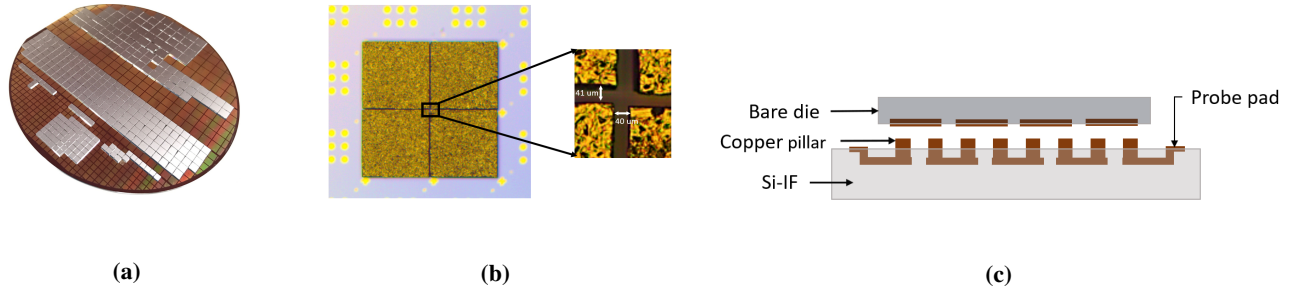 41 um
40 um
Bare die
Probe pad
Copper pillar
Si-IF
(a)
(b)
(c)